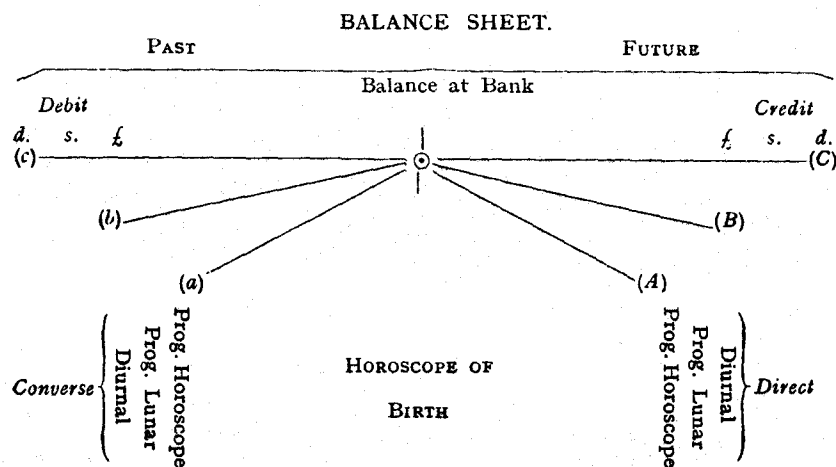 BALANCE SHEET.
PAST FUTURE
Balance at Bank
Debit Credit
d. s. £ £ s. d.
(c) (C)
(b) (B)
(a) (A)
Converse { Diurnal
Prog. Lunar
Prog. Horoscope
HOROSCOPE OF
BIRTH
Prog. Horoscope
Prog. Lunar
Diurnal } Direct